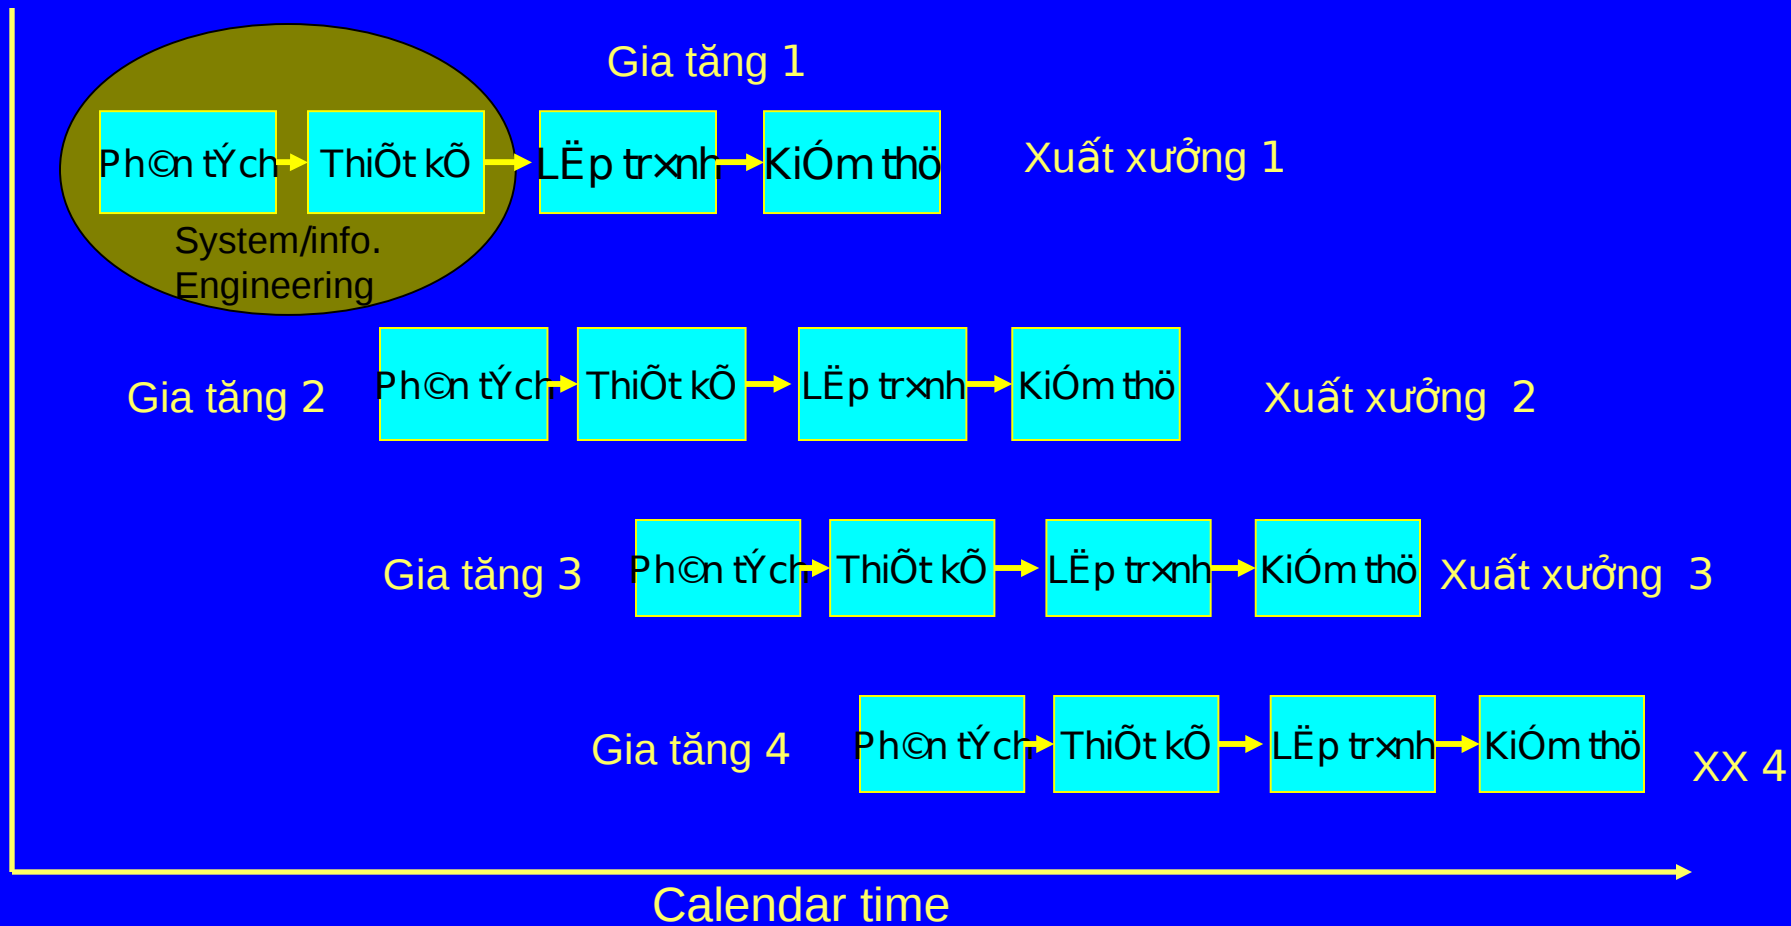 Gia tăng 1
Ph©n tÝch
ThiÕt kÕ
LËp tr×nh
KiÓm thö
Xuất xưởng 1
System/info.
Engineering
Gia tăng 2
Ph©n tÝch
ThiÕt kÕ
LËp tr×nh
KiÓm thö
Xuất xưởng 2
Gia tăng 3
Ph©n tÝch
ThiÕt kÕ
LËp tr×nh
KiÓm thö
Xuất xưởng 3
Gia tăng 4
Ph©n tÝch
ThiÕt kÕ
LËp tr×nh
KiÓm thö
XX 4
Calendar time